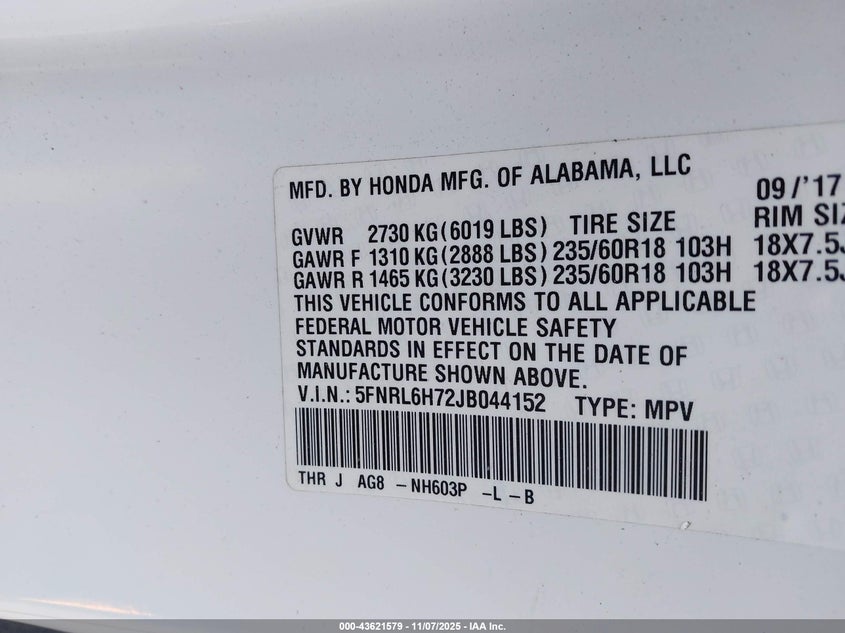 MFD. BY HONDA MFG. OF ALABAMA, LLC 09/'17
GVWR 2730 KG(6019 LBS) TIRE SIZE RIM SIZ
GAWR F 1310 KG(2888 LBS) 235/60R18 103H 18X7.5J
GAWR R 1465 KG(3230 LBS) 235/60R18 103H 18X7.5J
THIS VEHICLE CONFORMS TO ALL APPLICABLE
FEDERAL MOTOR VEHICLE SAFETY
STANDARDS IN EFFECT ON THE DATE OF
MANUFACTURE SHOWN ABOVE.
V.I.N.: 5FNRL6H72JB044152 TYPE: MPV
THR J AG8 -NH603P -L -B
000-43621579 - 11/07/2025 - IAA Inc.